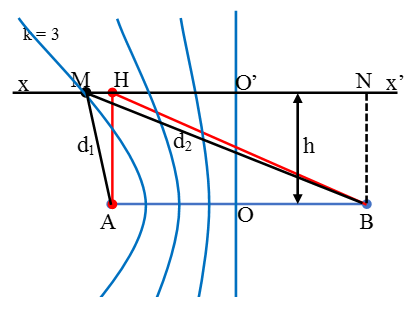 k = 3
x M H O’ N x’
d₁ d₂ h
A O B